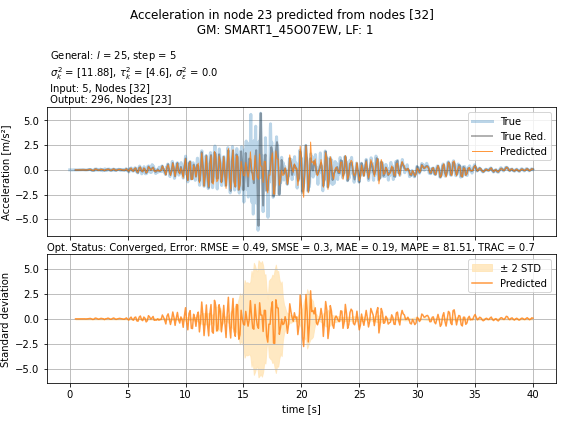 Acceleration in node 23 predicted from nodes [32]
GM: SMART1_45O07EW, LF: 1
General: l = 25, step = 5
σ²ₖ = [11.88], τ²ₖ = [4.6], σ²ε = 0.0
Input: 5, Nodes [32]
Output: 296, Nodes [23]
Acceleration [m/s²]
5.0
2.5
0.0
−2.5
−5.0
True
True Red.
Predicted
Opt. Status: Converged, Error: RMSE = 0.49, SMSE = 0.3, MAE = 0.19, MAPE = 81.51, TRAC = 0.7
Standard deviation
5.0
2.5
0.0
−2.5
−5.0
± 2 STD
Predicted
0 5 10 15 20 25 30 35 40
time [s]